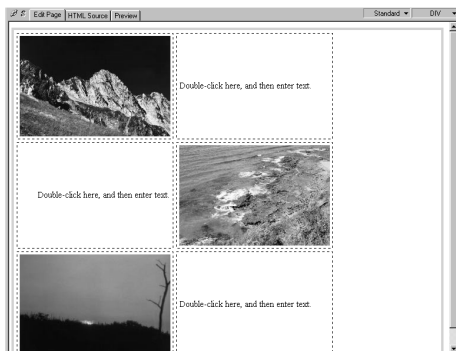 Edit Page HTML Source Preview Standard DIV
Double-click here, and then enter text.
Double-click here, and then enter text.
Double-click here, and then enter text.